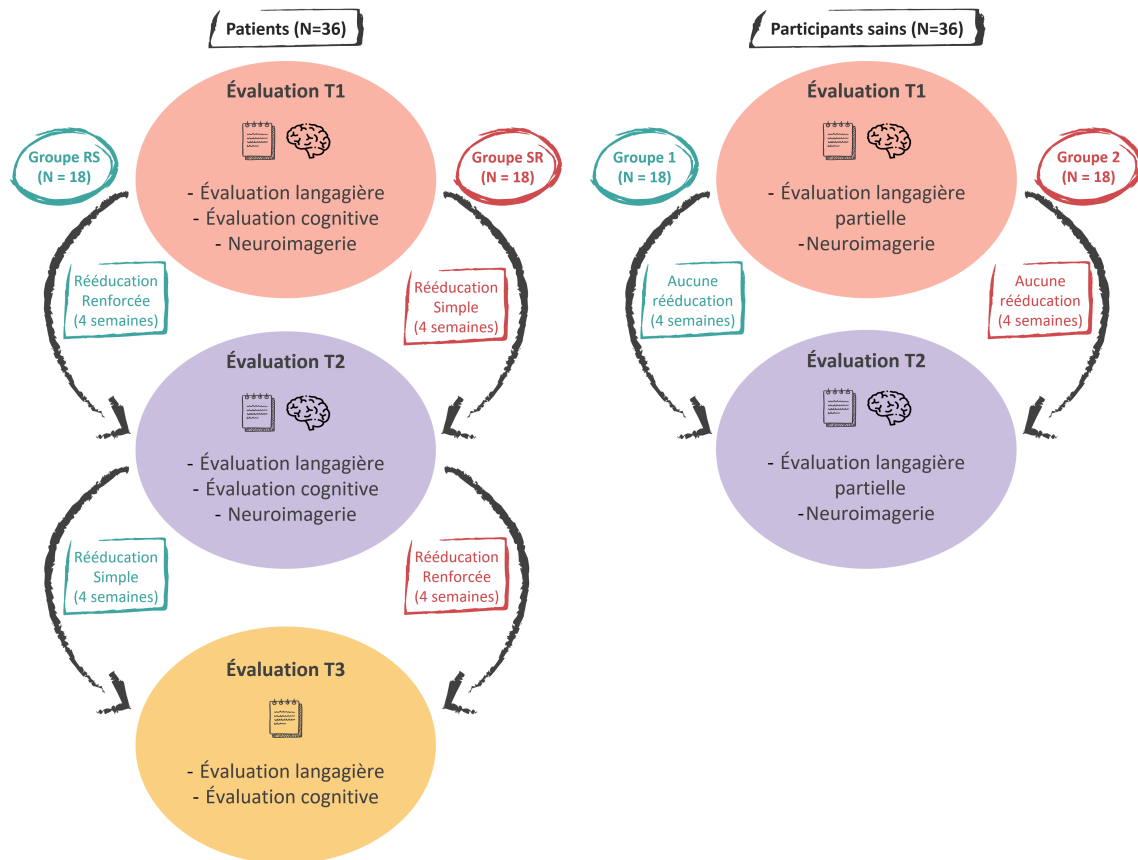 Patients (N=36)
Évaluation T1
Groupe RS
(N = 18)
Groupe SR
(N = 18)
- Évaluation langagière
- Évaluation cognitive
- Neuroimagerie
Rééducation
Renforcée
(4 semaines)
Rééducation
Simple
(4 semaines)
Évaluation T2
- Évaluation langagière
- Évaluation cognitive
- Neuroimagerie
Rééducation
Simple
(4 semaines)
Rééducation
Renforcée
(4 semaines)
Évaluation T3
- Évaluation langagière
- Évaluation cognitive
Participants sains (N=36)
Évaluation T1
Groupe 1
(N = 18)
Groupe 2
(N = 18)
- Évaluation langagière
partielle
-Neuroimagerie
Aucune
rééducation
(4 semaines)
Aucune
rééducation
(4 semaines)
Évaluation T2
- Évaluation langagière
partielle
-Neuroimagerie